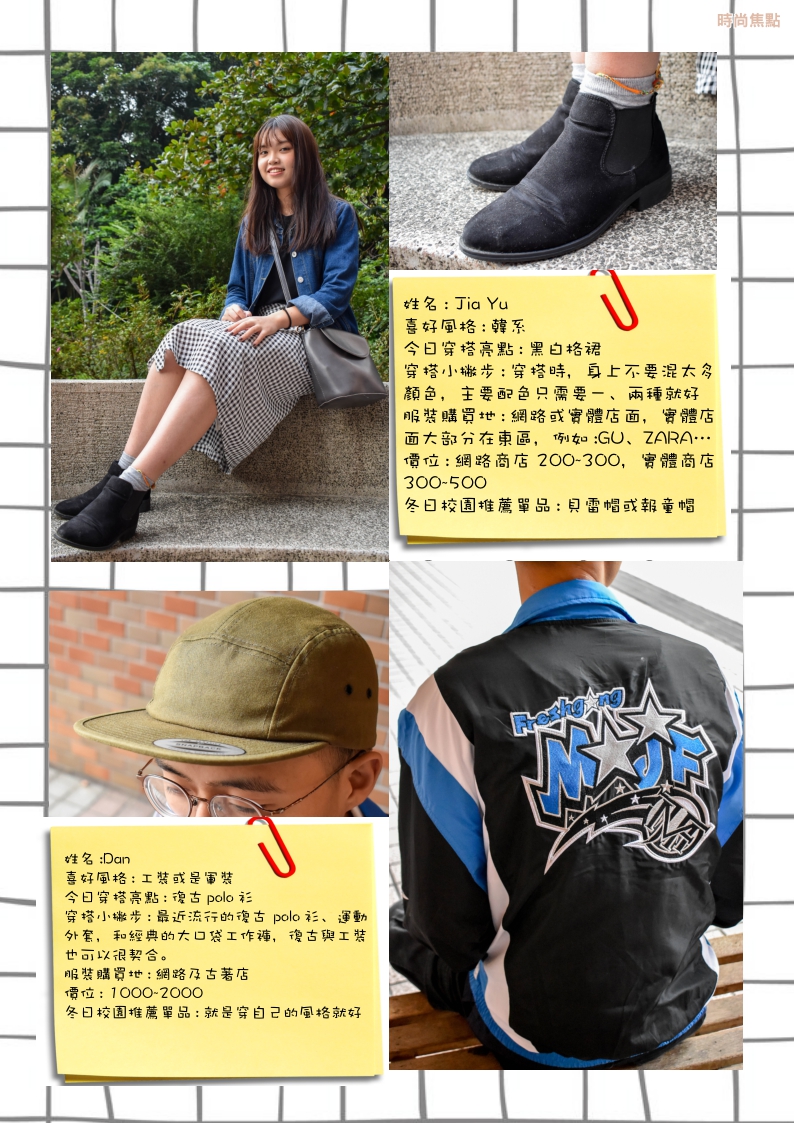 時尚焦點
姓名：Jia Yu
喜好風格：韓系
今日穿搭亮點：黑白格裙
穿搭小撇步：穿搭時，身上不要混太多
顏色，主要配色只需要一、兩種就好
服裝購買地：網路或實體店面，實體店
面大部分在東區，例如：GU、ZARA…
價位：網路商店 200~300，實體商店
300~500
冬日校園推薦單品：貝雷帽或報童帽
Freshgang
MVJF
姓名：Dan
喜好風格：工裝或是軍裝
今日穿搭亮點：復古 polo 衫
穿搭小撇步：最近流行的復古 polo 衫、運動
外套，和經典的大口袋工作褲，復古與工裝
也可以很契合。
服裝購買地：網路及古著店
價位：1000~2000
冬日校園推薦單品：就是穿自己的風格就好